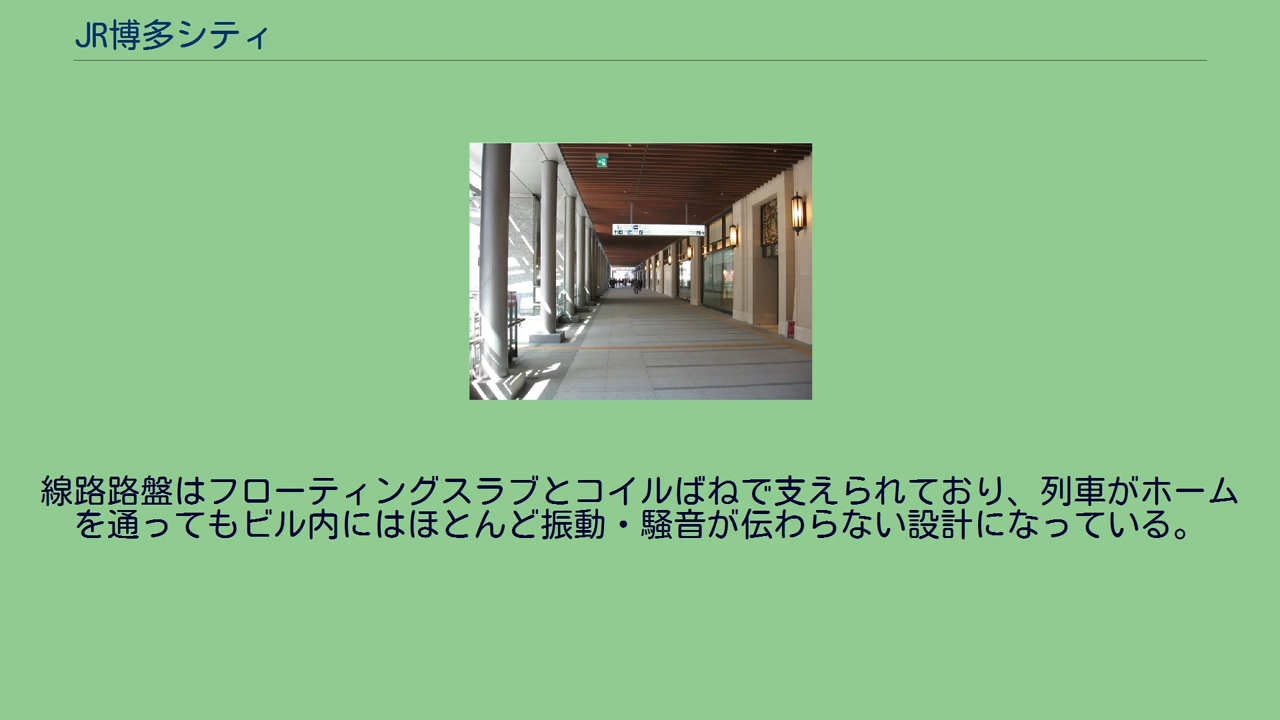 JR博多シティ
線路路盤はフローティングスラブとコイルばねで支えられており、列車がホーム
を通ってもビル内にはほとんど振動・騒音が伝わらない設計になっている。